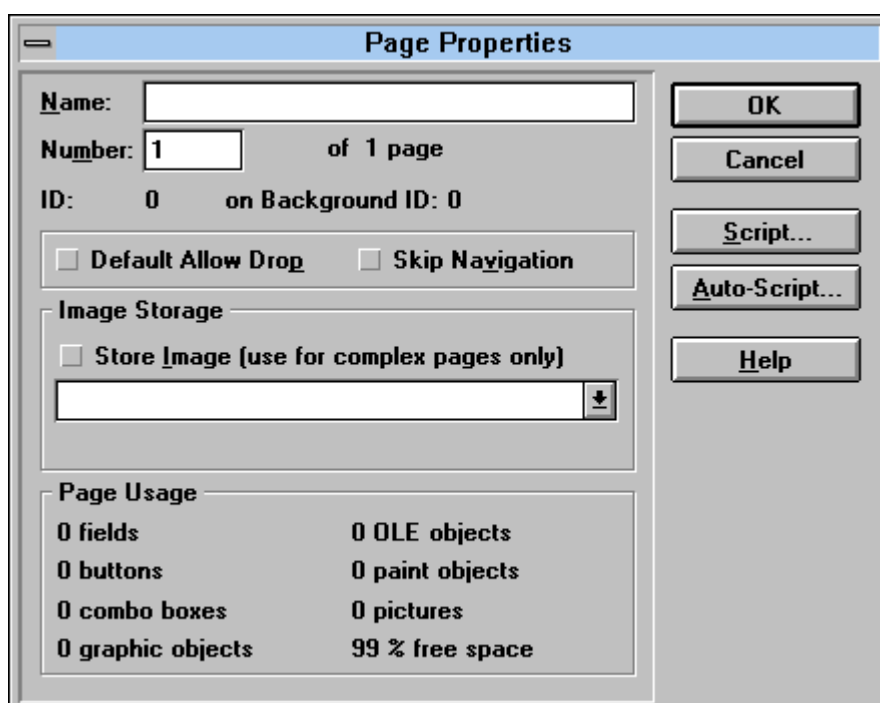 Page Properties
Name:
OK
Number: 1 of 1 page
Cancel
ID: 0 on Background ID: 0
Script...
Default Allow Drop Skip Navigation
Auto-Script...
Image Storage
Store Image (use for complex pages only)
Help
Page Usage
0 fields 0 OLE objects
0 buttons 0 paint objects
0 combo boxes 0 pictures
0 graphic objects 99 % free space